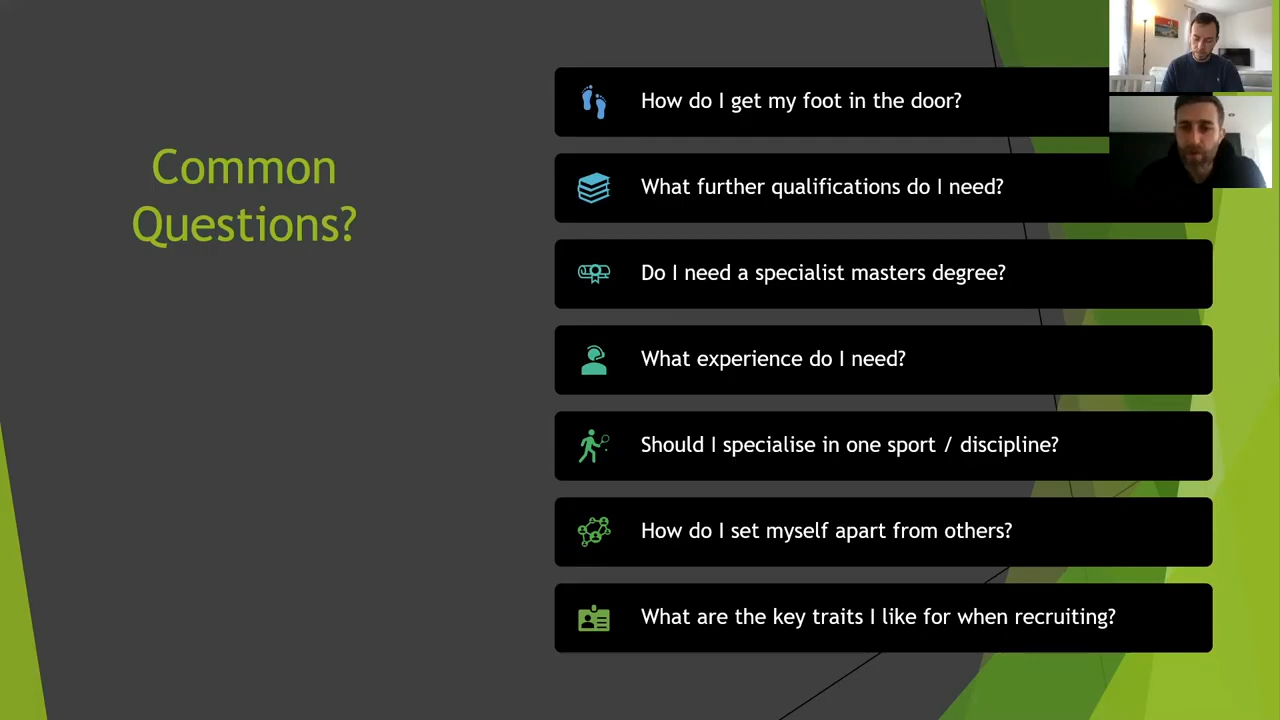 Common
Questions?
How do I get my foot in the door?
What further qualifications do I need?
Do I need a specialist masters degree?
What experience do I need?
Should I specialise in one sport / discipline?
How do I set myself apart from others?
What are the key traits I like for when recruiting?